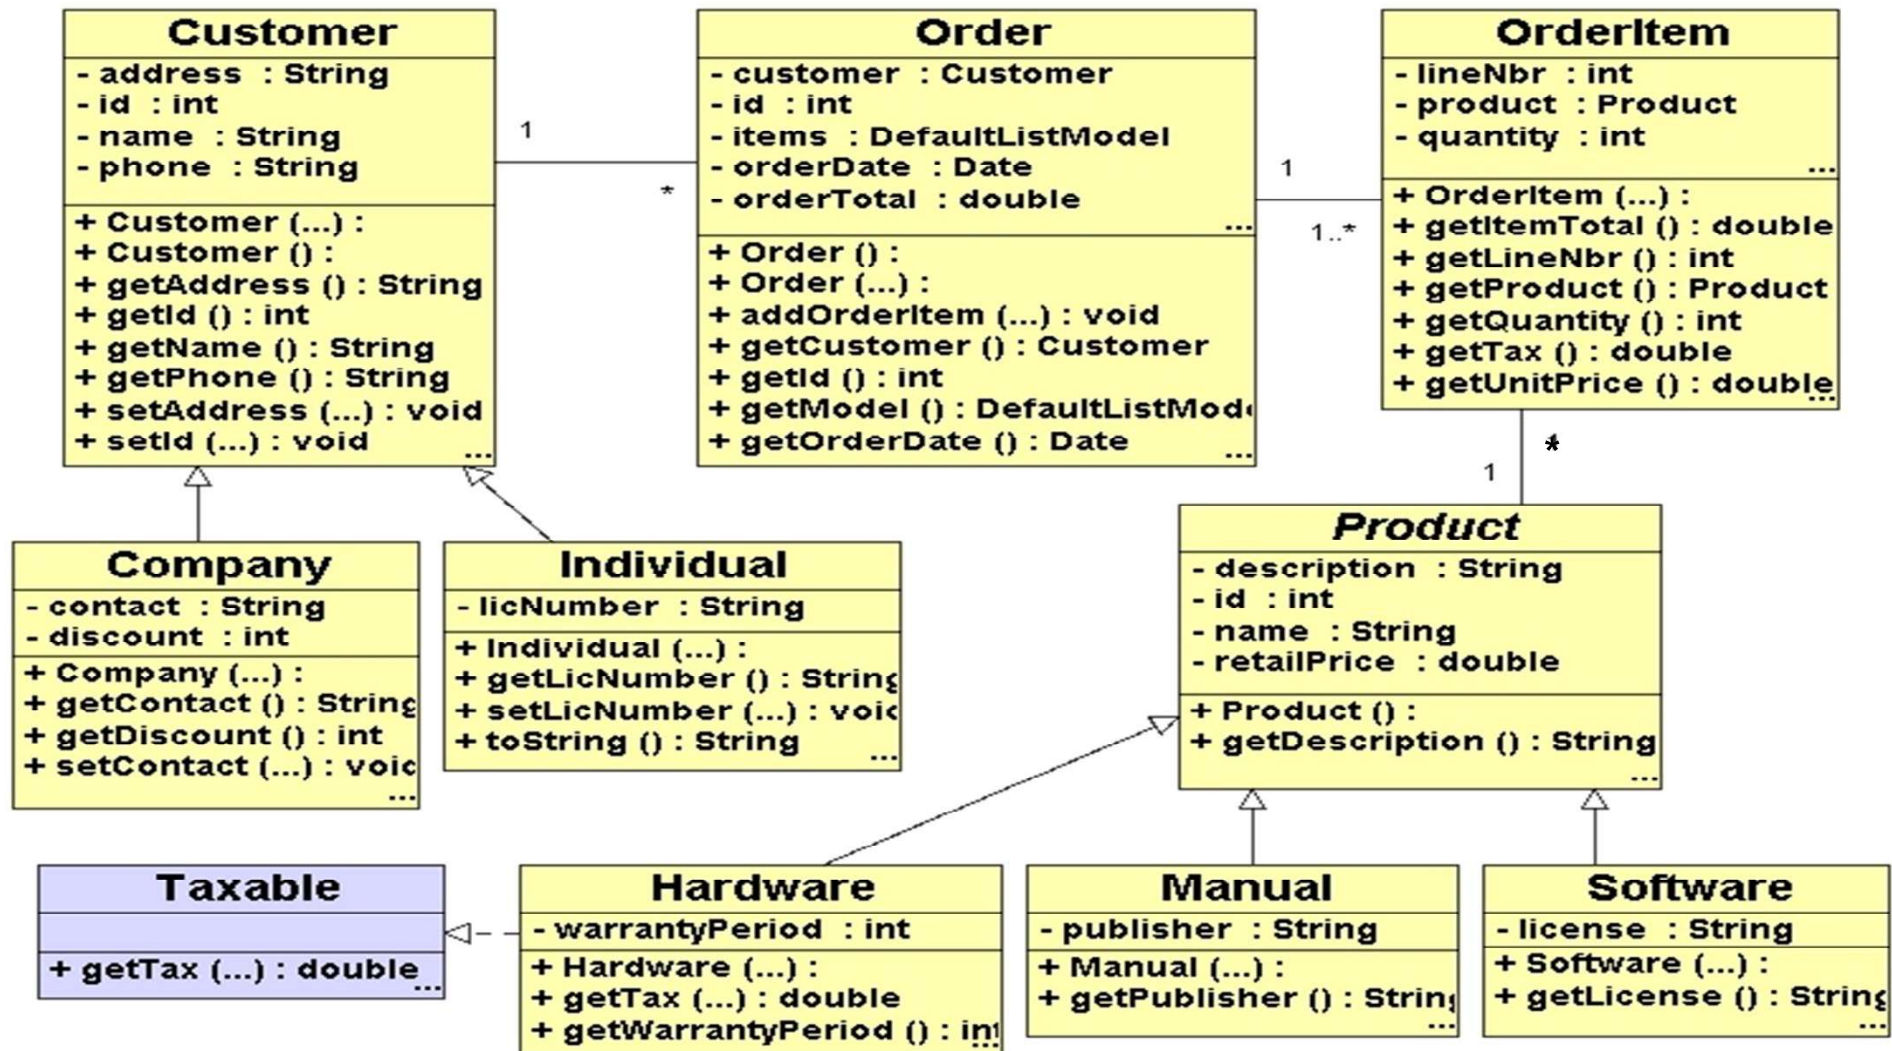 Customer
- address : String
- id : int
- name : String
- phone : String
+ Customer (...) :
+ Customer () :
+ getAddress () : String
+ getId () : int
+ getName () : String
+ getPhone () : String
+ setAddress (...) : void
+ setId (...) : void
...
1
*
Order
- customer : Customer
- id : int
- items : DefaultListModel
- orderDate : Date
- orderTotal : double
...
+ Order () :
+ Order (...) :
+ addOrderItem (...) : void
+ getCustomer () : Customer
+ getId () : int
+ getModel () : DefaultListMod
+ getOrderDate () : Date
...
1
1..*
OrderItem
- lineNbr : int
- product : Product
- quantity : int
...
+ OrderItem (...) :
+ getItemTotal () : double
+ getLineNbr () : int
+ getProduct () : Product
+ getQuantity () : int
+ getTax () : double
+ getUnitPrice () : double
...
*
1
Company
- contact : String
- discount : int
+ Company (...) :
+ getContact () : String
+ getDiscount () : int
+ setContact (...) : void
...
Individual
- licNumber : String
+ Individual (...) :
+ getLicNumber () : String
+ setLicNumber (...) : void
+ toString () : String
...
Product
- description : String
- id : int
- name : String
- retailPrice : double
+ Product () :
+ getDescription () : String
...
Taxable
+ getTax (...) : double
...
Hardware
- warrantyPeriod : int
+ Hardware (...) :
+ getTax (...) : double
+ getWarrantyPeriod () : int
...
Manual
- publisher : String
+ Manual (...) :
+ getPublisher () : String
...
Software
- license : String
+ Software (...) :
+ getLicense () : String
...